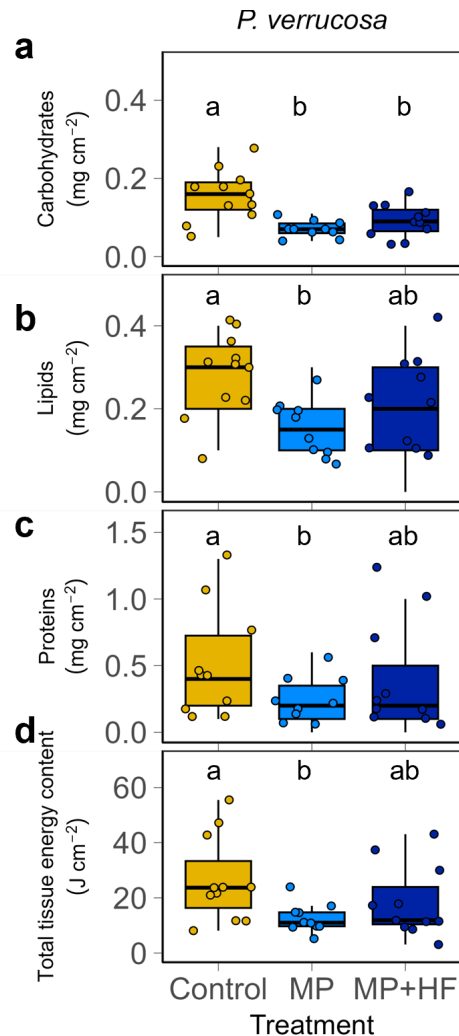 P. verrucosa
a
Carbohydrates
(mg cm⁻²)
0.4
0.2
0.0
a b b
b
Lipids
(mg cm⁻²)
0.4
0.2
0.0
a b ab
c
Proteins
(mg cm⁻²)
1.5
1.0
0.5
0.0
a b ab
d
Total tissue energy content
(J cm⁻²)
60
40
20
0
a b ab
Control MP MP+HF
Treatment